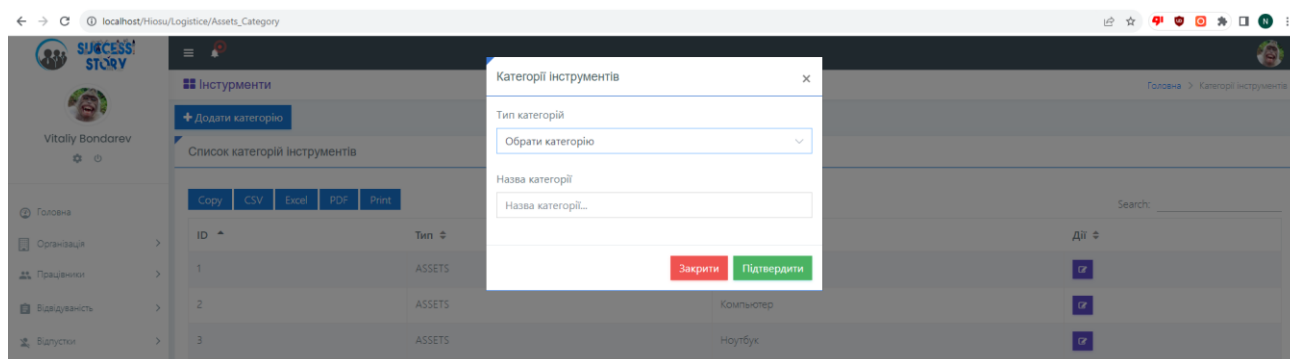 localhost/Hiosu/Logistice/Assets_Category
N
SUCCESS!
STORY
Інстурменти
Головна > Категорії інструментів
Vitaliy Bondarev
+ Додати категорію
Список категорій інструментів
Категорії інструментів ×
Тип категорій
Обрати категорію
Назва категорії
Назва категорії...
Закрити Підтвердити
Copy CSV Excel PDF Print
Search:
Головна
Організація
Працівники
Відвідуваність
Відпустки
ID Тип Дії
1 ASSETS
2 ASSETS Компьютер
3 ASSETS Ноутбук